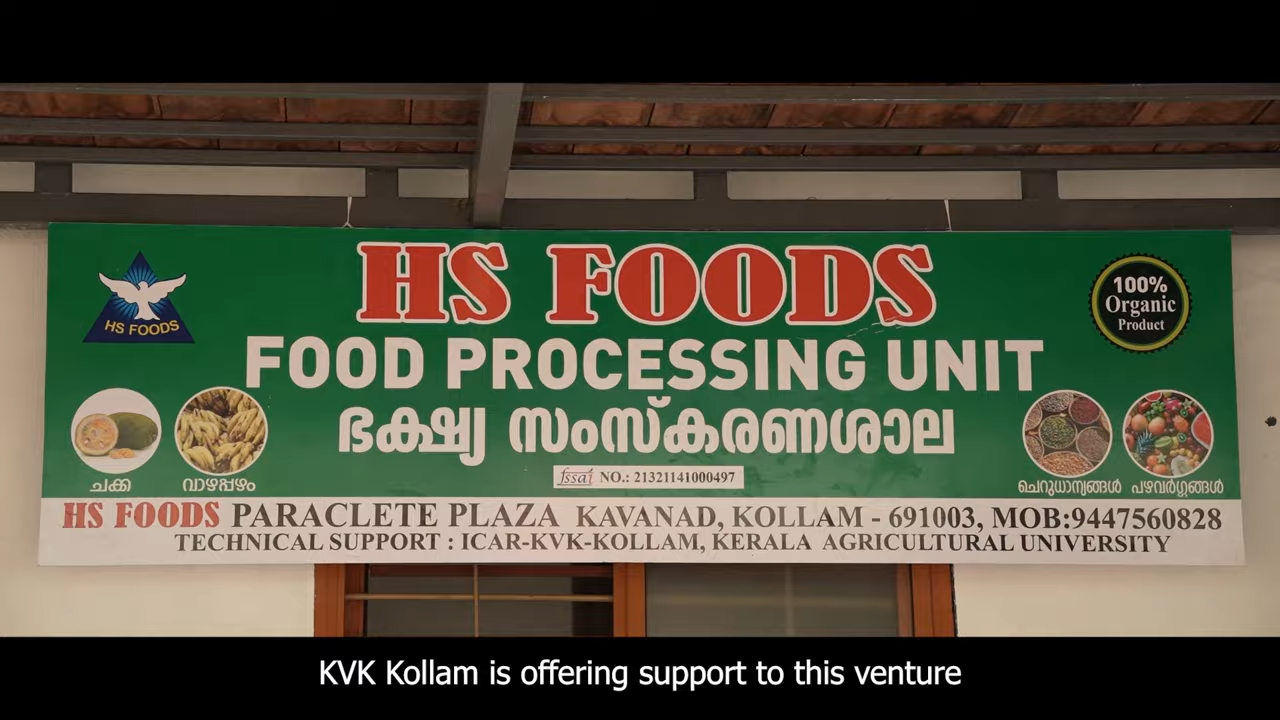 HS FOODS
HS FOODS
100%
Organic
Product
FOOD PROCESSING UNIT
ഭക്ഷ്യ സംസ്കരണശാല
ചക്ക
വാഴപ്പഴം
fssai NO.: 21321141000497
ചെറുധാന്യങ്ങൾ
പഴവർഗ്ഗങ്ങൾ
HS FOODS PARACLETE PLAZA KAVANAD, KOLLAM - 691003, MOB:9447560828
TECHNICAL SUPPORT : ICAR-KVK-KOLLAM, KERALA AGRICULTURAL UNIVERSITY
KVK Kollam is offering support to this venture